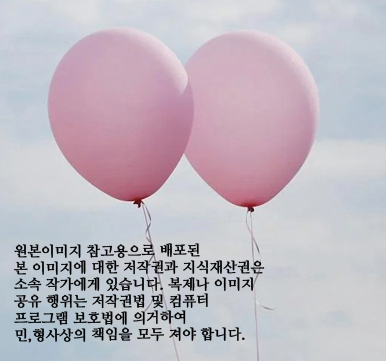 원본이미지 참고용으로 배포된
본 이미지에 대한 저작권과 지식재산권은
소속 작가에게 있습니다. 복제나 이미지
공유 행위는 저작권법 및 컴퓨터
프로그램 보호법에 의거하여
민,형사상의 책임을 모두 져야 합니다.